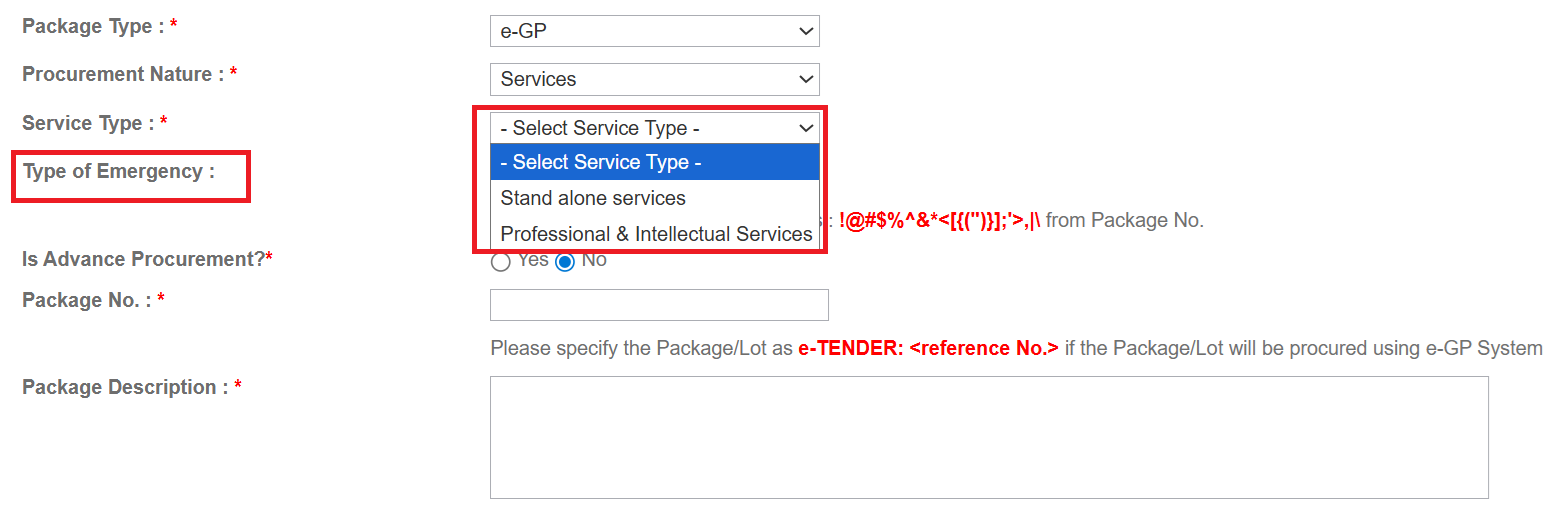 Package Type : * e-GP
Procurement Nature : * Services
Service Type : * - Select Service Type -
- Select Service Type -
Type of Emergency :
Stand alone services
: !@#$%^&*<[{(")}];'>,|\ from Package No.
Professional & Intellectual Services
Is Advance Procurement?* Yes No
Package No. : *
Please specify the Package/Lot as e-TENDER: <reference No.> if the Package/Lot will be procured using e-GP System
Package Description : *